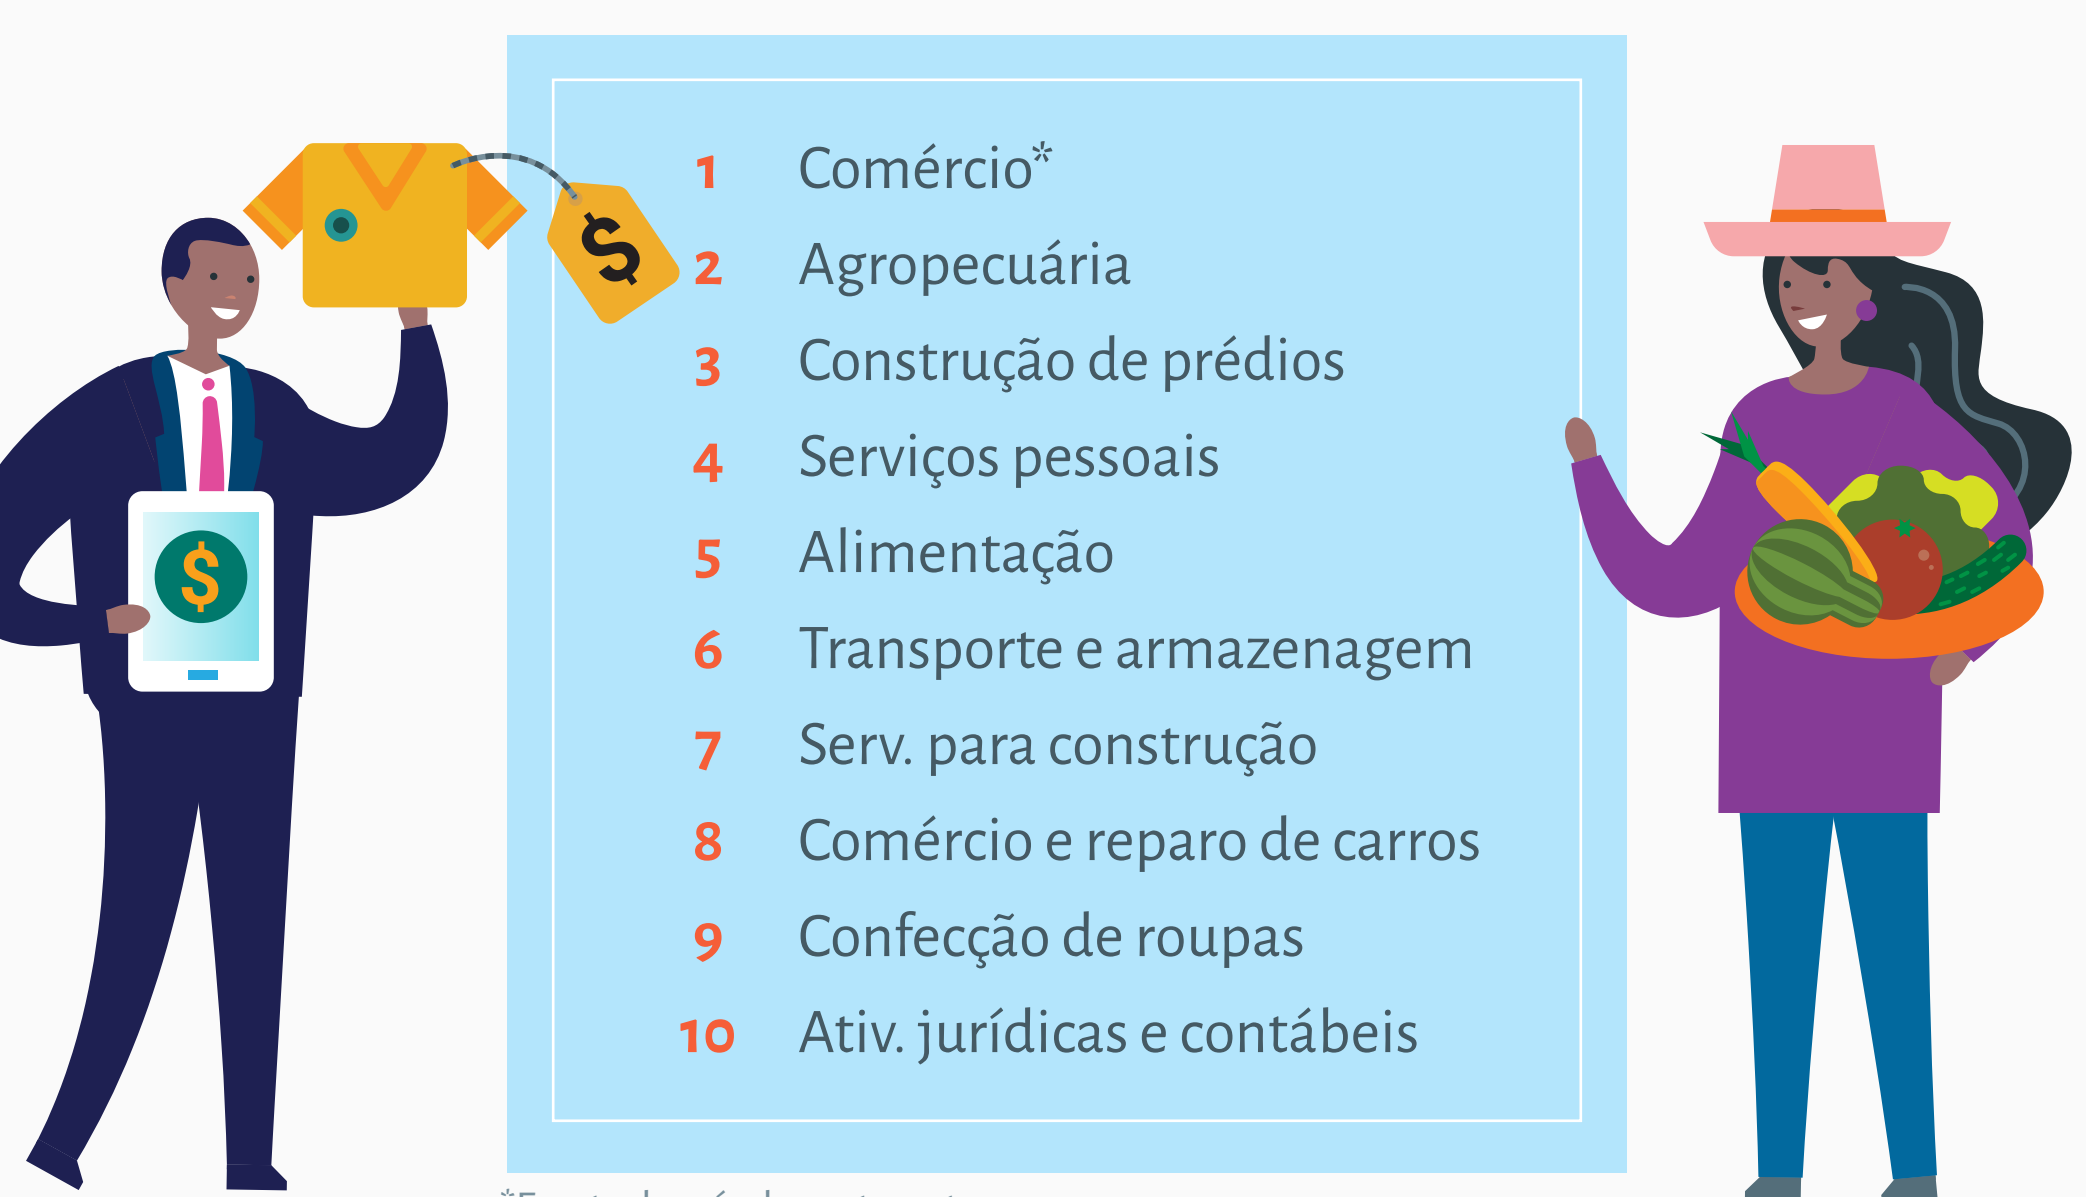 1 Comércio*
2 Agropecuária
3 Construção de prédios
4 Serviços pessoais
5 Alimentação
6 Transporte e armazenagem
7 Serv. para construção
8 Comércio e reparo de carros
9 Confecção de roupas
10 Ativ. jurídicas e contábeis
$
$